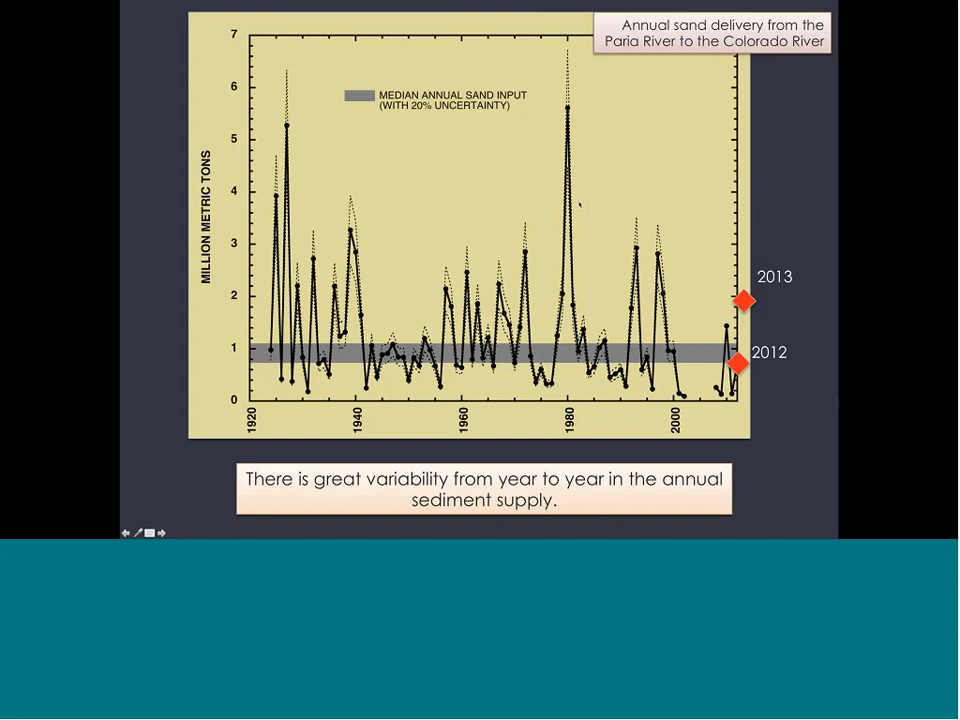 Annual sand delivery from the
Paria River to the Colorado River
7
6
5
4
3
2
1
0
MILLION METRIC TONS
MEDIAN ANNUAL SAND INPUT
(WITH 20% UNCERTAINTY)
2013
2012
1920
1940
1960
1980
2000
There is great variability from year to year in the annual
sediment supply.